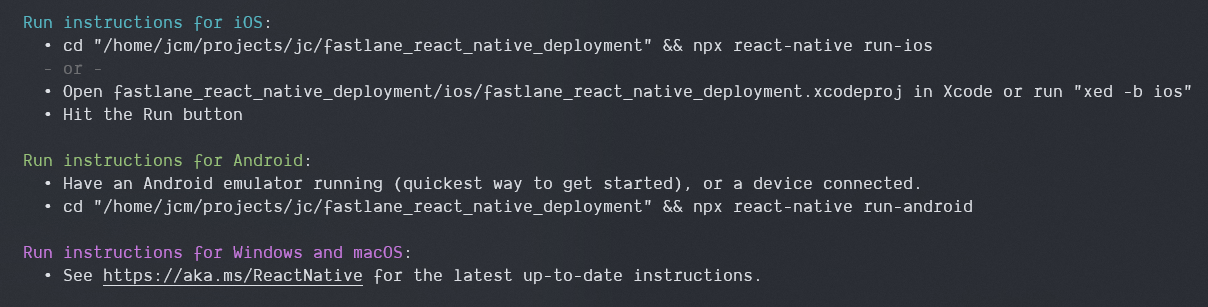 Run instructions for iOS:
• cd "/home/jcm/projects/jc/fastlane_react_native_deployment" && npx react-native run-ios
- or -
• Open fastlane_react_native_deployment/ios/fastlane_react_native_deployment.xcodeproj in Xcode or run "xed -b ios"
• Hit the Run button
Run instructions for Android:
• Have an Android emulator running (quickest way to get started), or a device connected.
• cd "/home/jcm/projects/jc/fastlane_react_native_deployment" && npx react-native run-android
Run instructions for Windows and macOS:
• See https://aka.ms/ReactNative for the latest up-to-date instructions.